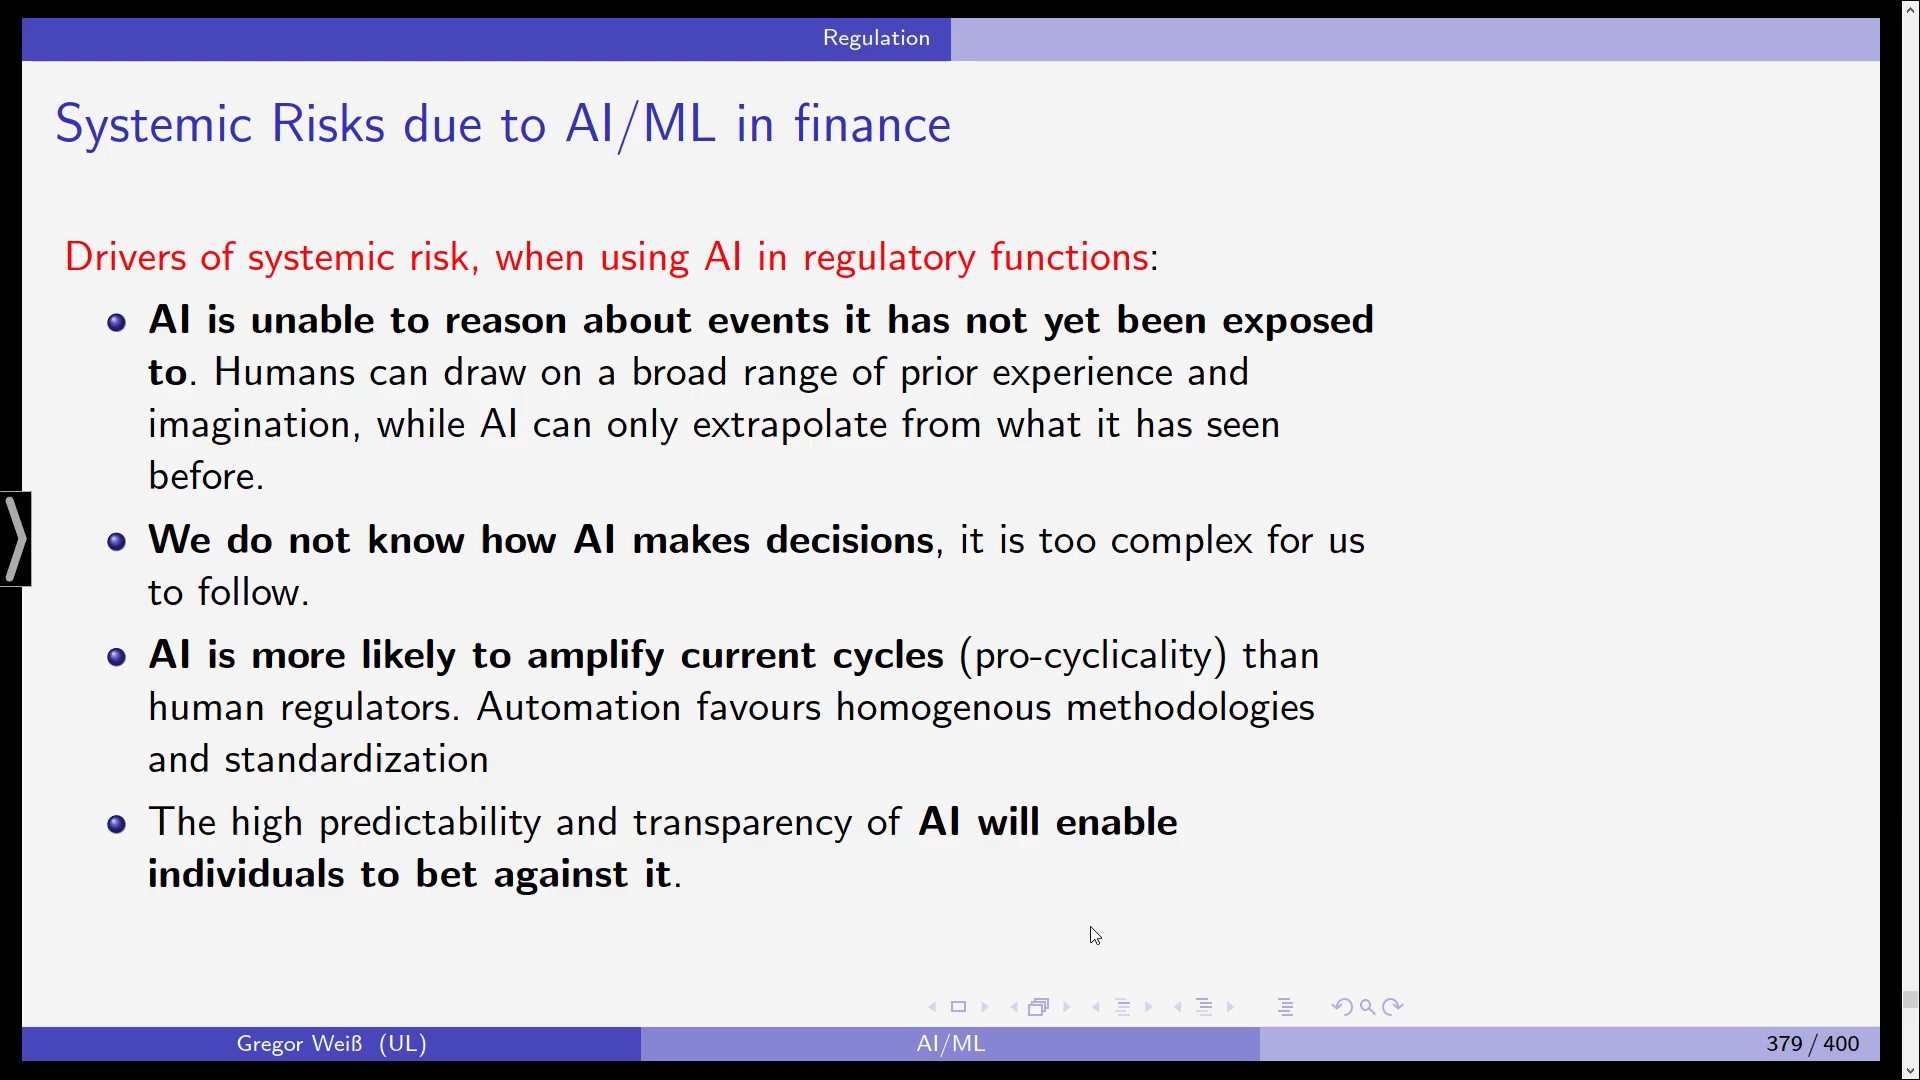 Regulation
Systemic Risks due to AI/ML in finance
Drivers of systemic risk, when using AI in regulatory functions:
AI is unable to reason about events it has not yet been exposed
to. Humans can draw on a broad range of prior experience and
imagination, while AI can only extrapolate from what it has seen
before.
We do not know how AI makes decisions, it is too complex for us
to follow.
AI is more likely to amplify current cycles (pro-cyclicality) than
human regulators. Automation favours homogenous methodologies
and standardization
The high predictability and transparency of AI will enable
individuals to bet against it.
Gregor Weiß (UL)
AI/ML
379 / 400